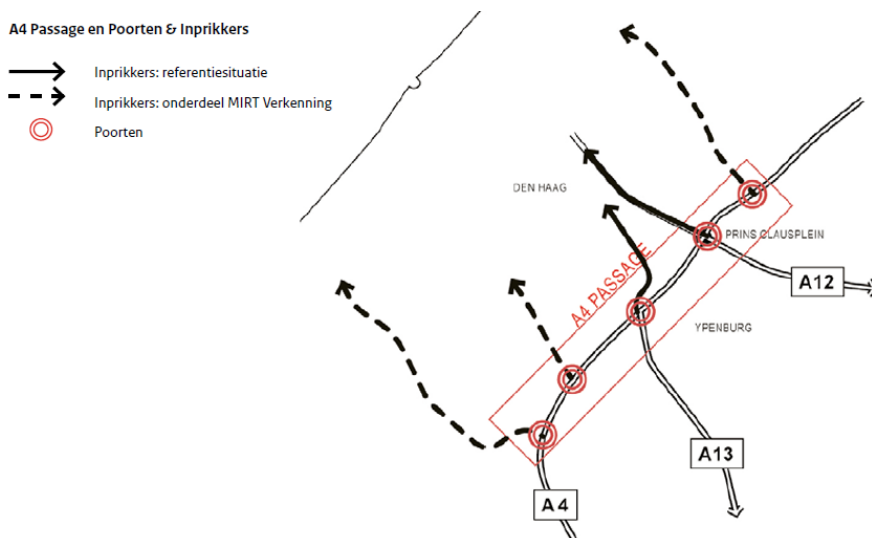 A4 Passage en Poorten & Inprikkers
Inprikkers: referentiesituatie
Inprikkers: onderdeel MIRT Verkenning
Poorten
DEN HAAG
PRINS CLAUSPLEIN
A12
A4 PASSAGE
YPENBURG
A13
A4